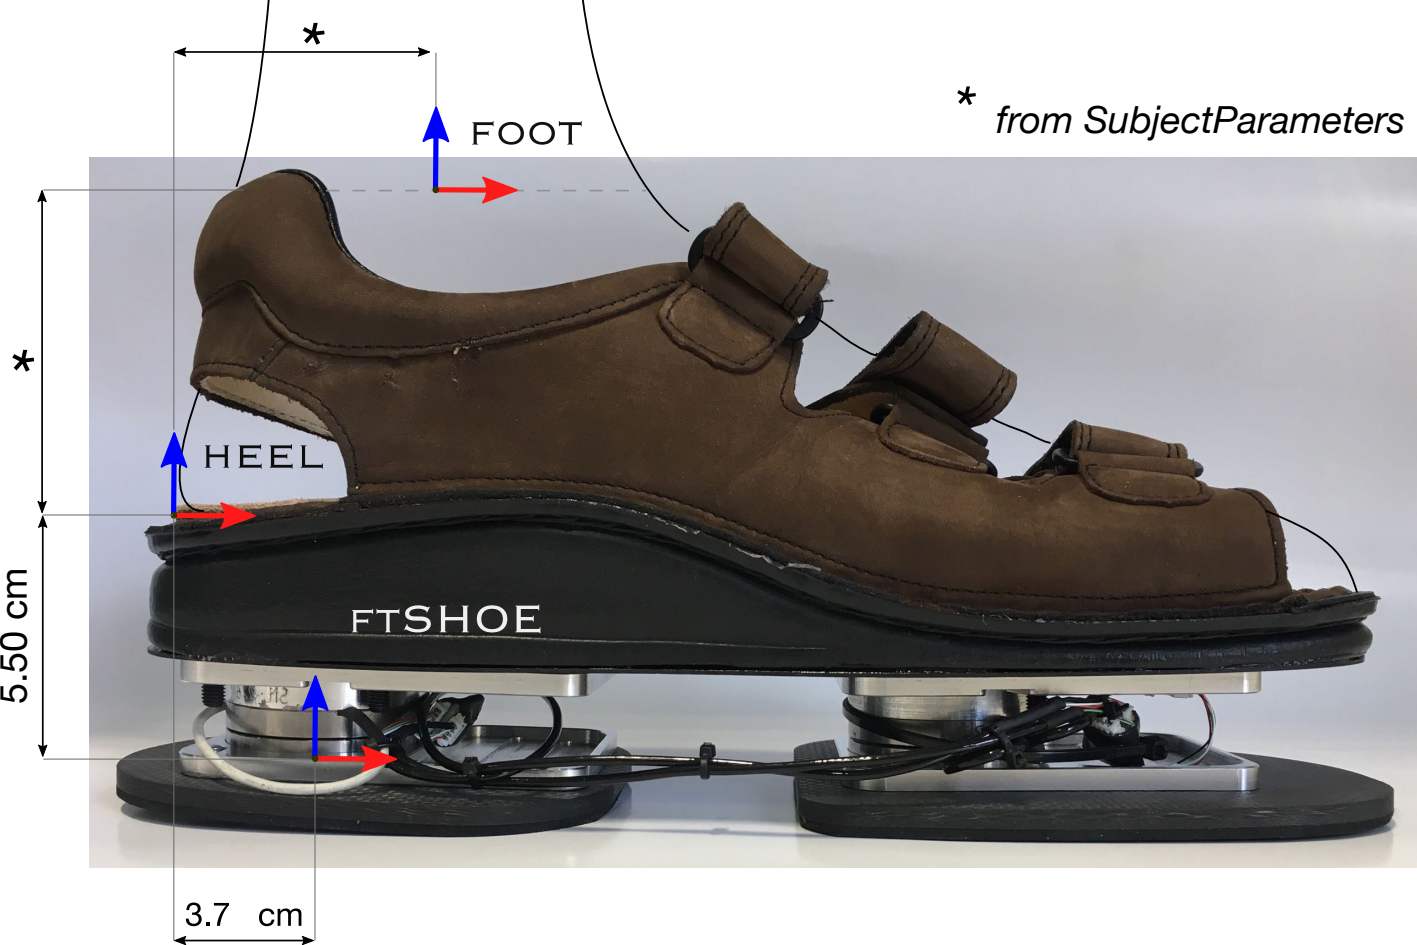 *
FOOT
* from SubjectParameters
*
HEEL
5.50 cm
FTSHOE
3.7 cm